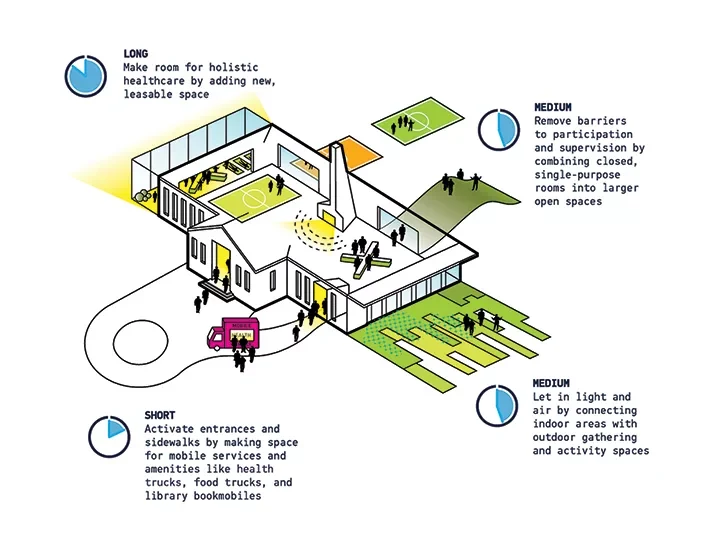 LONG
Make room for holistic
healthcare by adding new,
leasable space
MEDIUM
Remove barriers
to participation
and supervision by
combining closed,
single-purpose
rooms into larger
open spaces
MOBILE
HEALTH
SHORT
Activate entrances and
sidewalks by making space
for mobile services and
amenities like health
trucks, food trucks, and
library bookmobiles
MEDIUM
Let in light and
air by connecting
indoor areas with
outdoor gathering
and activity spaces